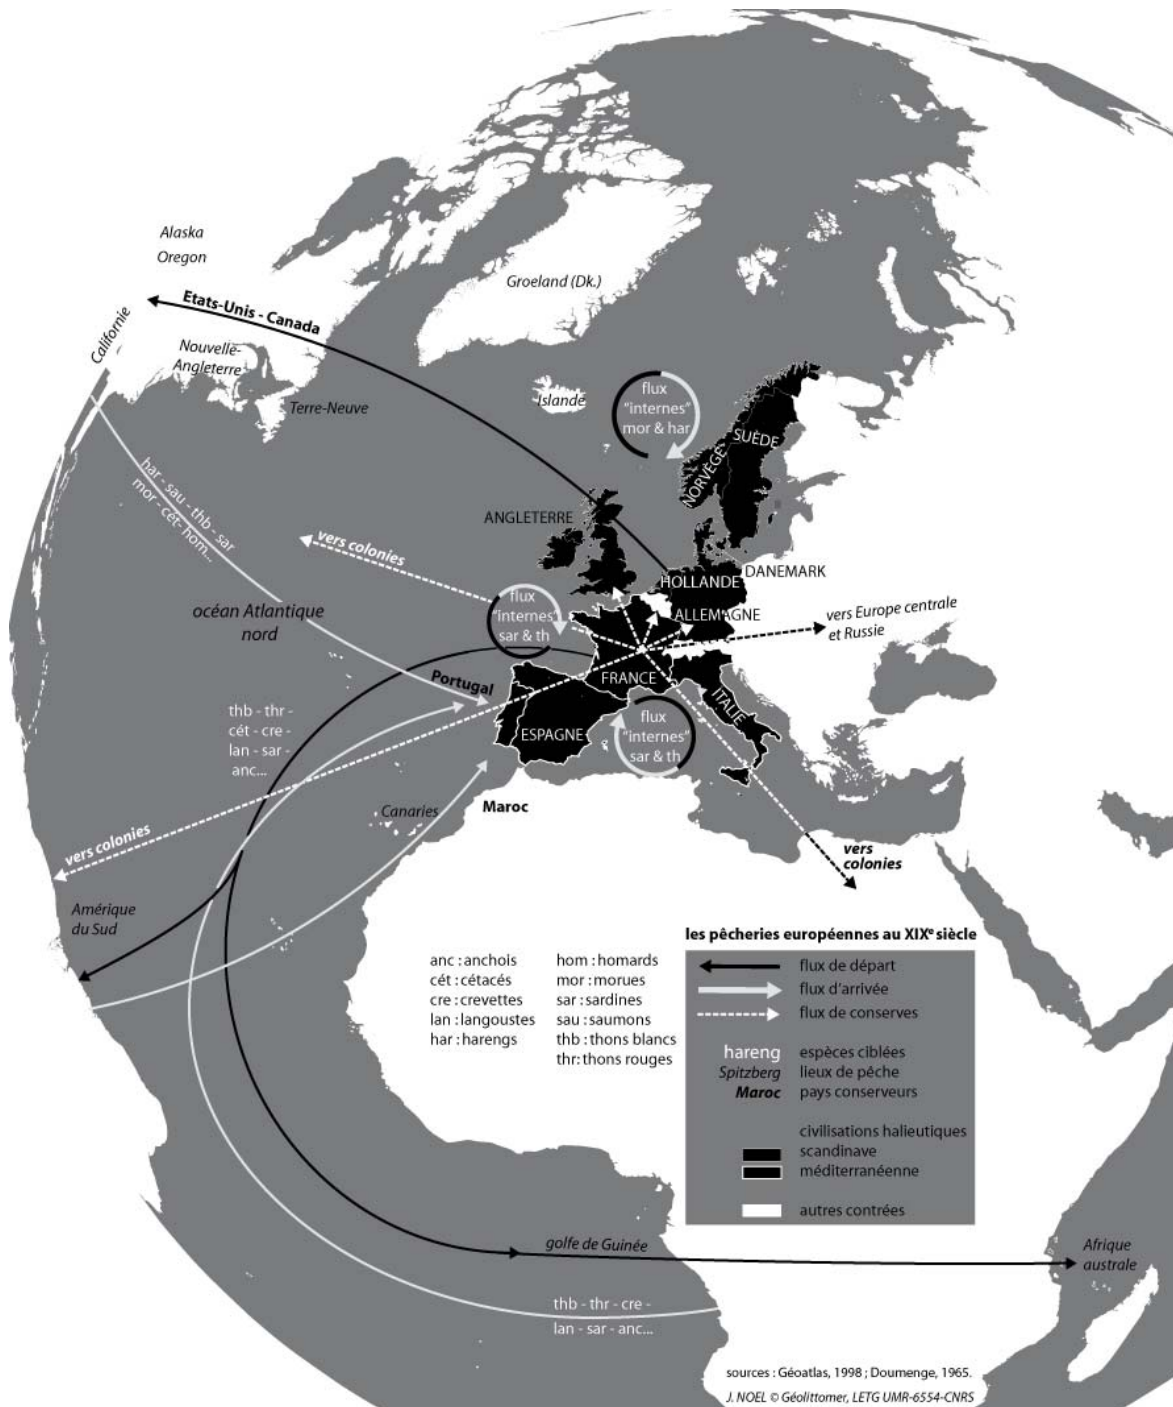 Alaska
Oregon
Groeland (Dk.)
Etats-Unis - Canada
Californie
Nouvelle-
Angleterre
Terre-Neuve
Islande
flux
"internes"
mor & har
SUÈDE
NORVÈGE
har - sau - thb - sar
mor - cét- hom...
ANGLETERRE
vers colonies
DANEMARK
HOLLANDE
ALLEMAGNE
vers Europe centrale
et Russie
océan Atlantique
nord
flux
"internes"
sar & th
Portugal
FRANCE
ITALIE
ESPAGNE
flux
"internes"
sar & th
thb - thr -
cét - cre -
lan - sar -
anc...
Canaries
Maroc
vers colonies
vers
colonies
Amérique
du Sud
anc : anchois
cét : cétacés
cre : crevettes
lan : langoustes
har : harengs
hom : homards
mor : morues
sar : sardines
sau : saumons
thb : thons blancs
thr: thons rouges
les pêcheries européennes au XIXe siècle
flux de départ
flux d'arrivée
flux de conserves
hareng espèces ciblées
Spitzberg lieux de pêche
Maroc pays conserveurs
civilisations halieutiques
scandinave
méditerranéenne
autres contrées
golfe de Guinée
Afrique
australe
thb - thr - cre -
lan - sar - anc...
sources : Géoatlas, 1998 ; Doumenge, 1965.
J. NOEL © Géolittomer, LETG UMR-6554-CNRS